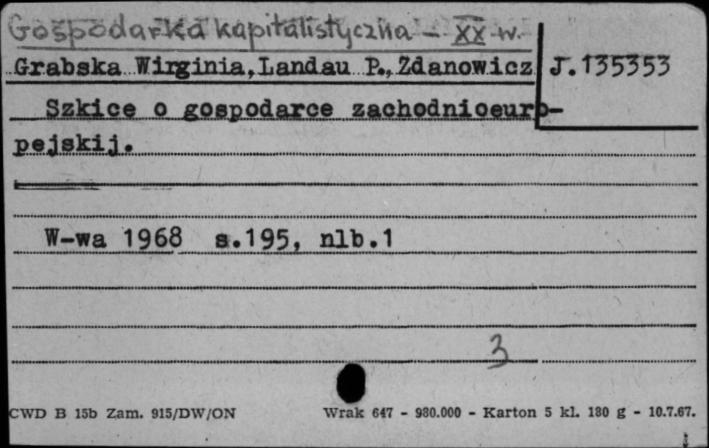 Gospodarka kapitalistyczna - XX w.
Grabska Wirginia, Landau P., Zdanowicz J.135353
Szkice o gospodarce zachodnioeuro-
pejskij.
W-wa 1968 s.195, nlb.1
3
CWD B 15b Zam. 915/DW/ON Wrak 647 - 980.000 - Karton 5 kl. 180 g - 10.7.67.